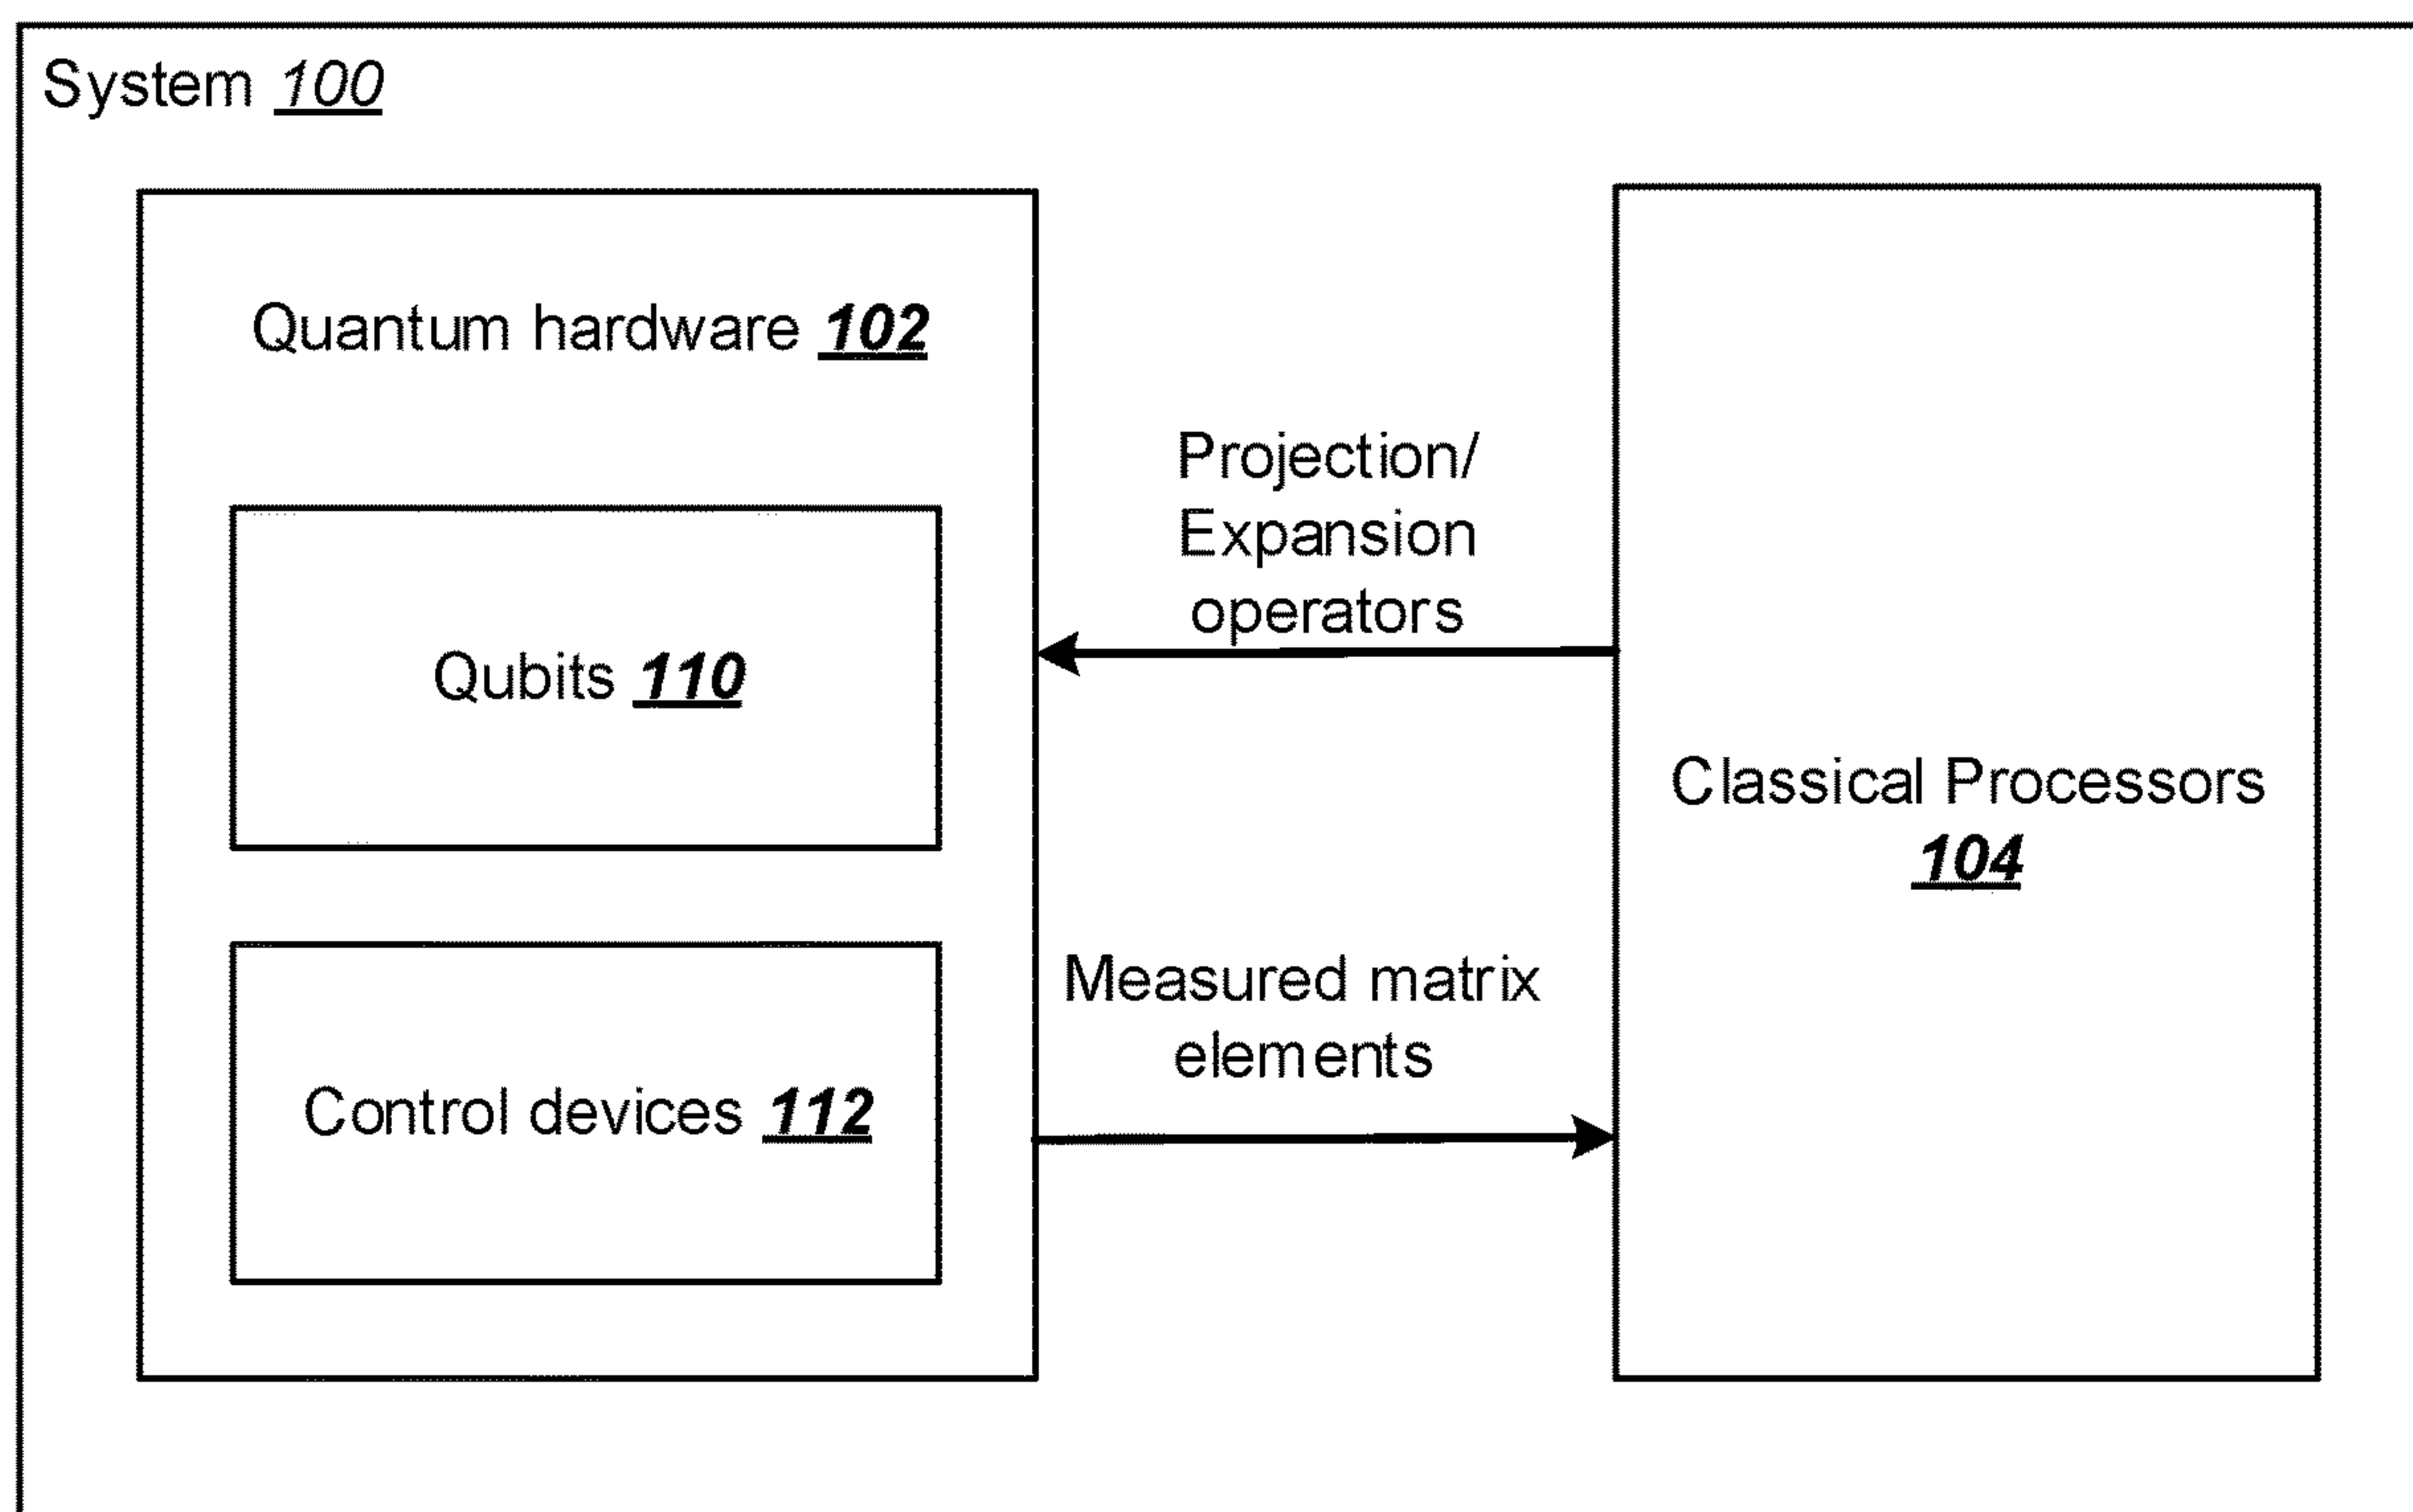 System 100
Quantum hardware 102
Qubits 110
Control devices 112
Projection/
Expansion
operators
Measured matrix
elements
Classical Processors
104